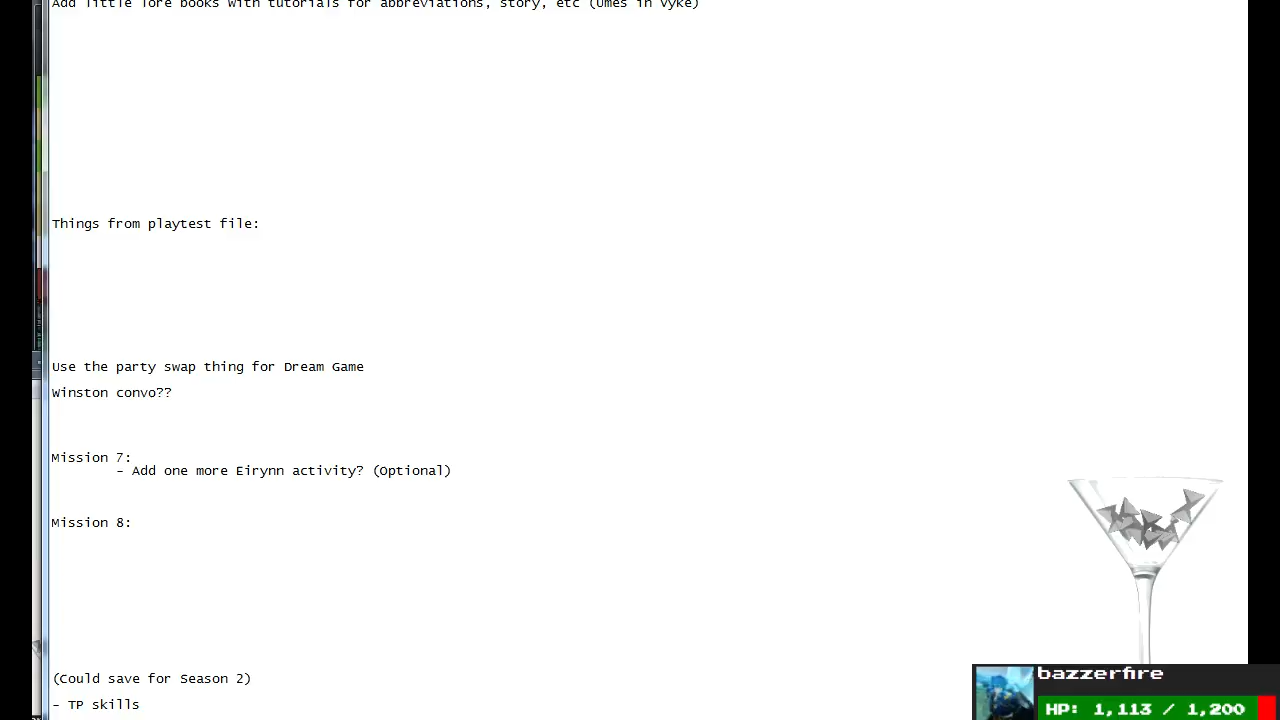 Add little lore books with tutorials for abbreviations, story, etc (Umes in Vyke)
Things from playtest file:
Use the party swap thing for Dream Game
Winston convo??
Mission 7:
- Add one more Eirynn activity? (Optional)
Mission 8:
(Could save for Season 2)
- TP skills
bazzerfire
HP: 1,113 / 1,200